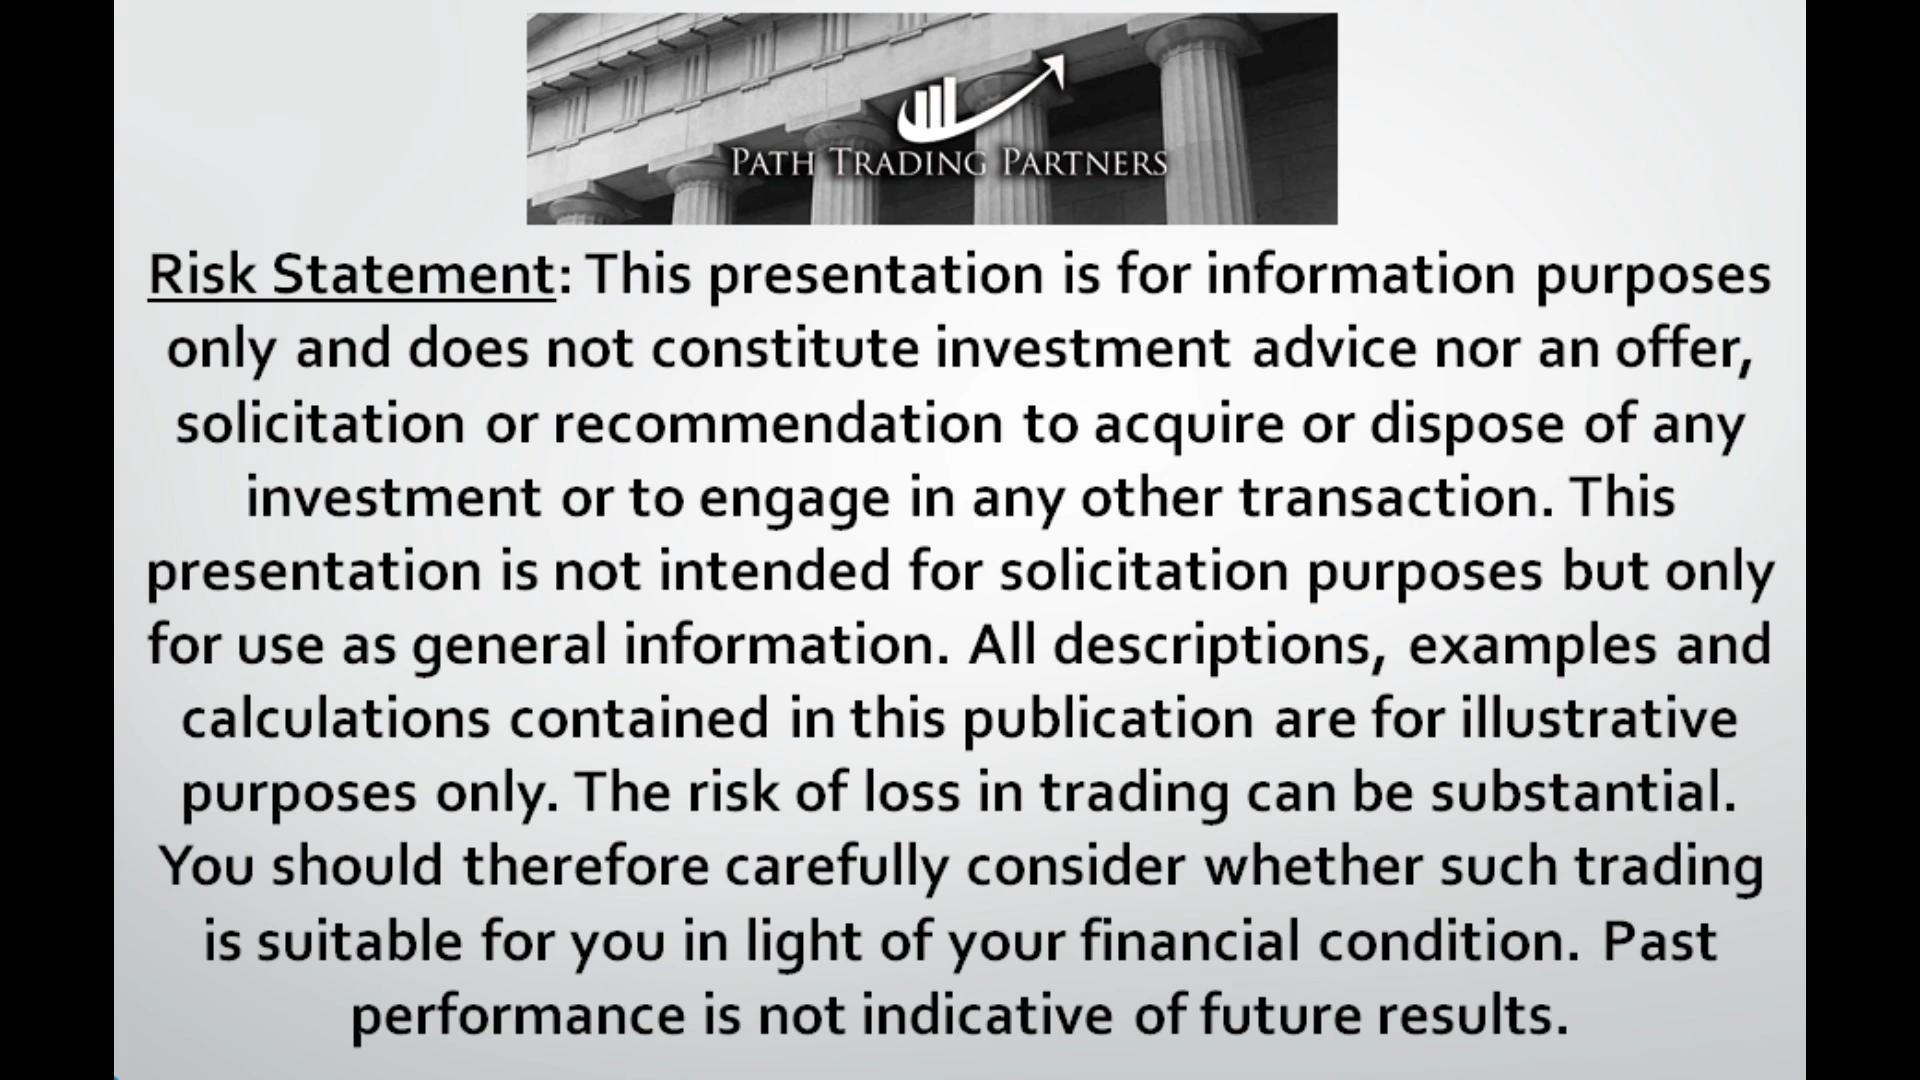 PATH TRADING PARTNERS
Risk Statement: This presentation is for information purposes
only and does not constitute investment advice nor an offer,
solicitation or recommendation to acquire or dispose of any
investment or to engage in any other transaction. This
presentation is not intended for solicitation purposes but only
for use as general information. All descriptions, examples and
calculations contained in this publication are for illustrative
purposes only. The risk of loss in trading can be substantial.
You should therefore carefully consider whether such trading
is suitable for you in light of your financial condition. Past
performance is not indicative of future results.